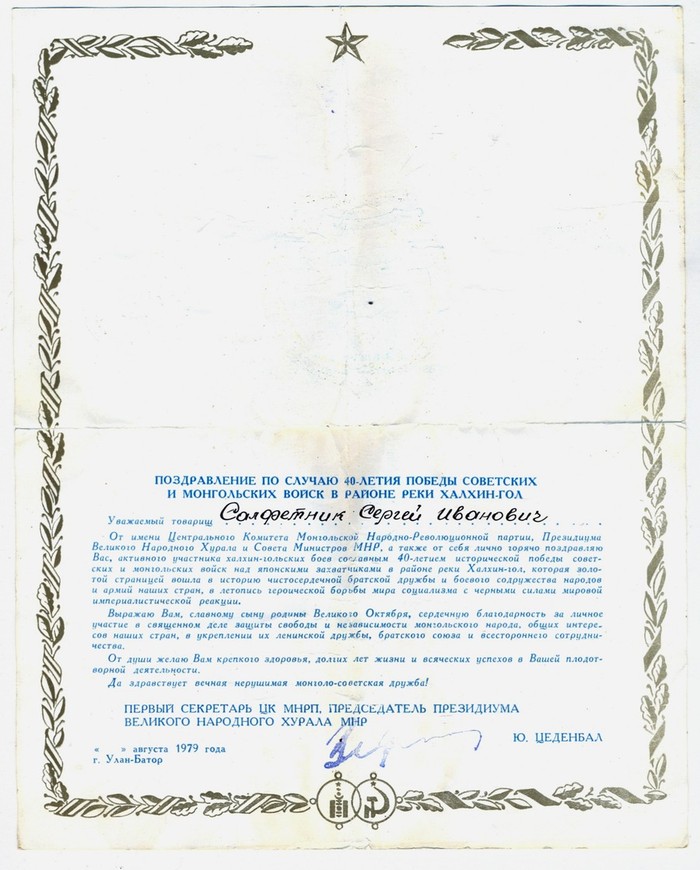 ПОЗДРАВЛЕНИЕ ПО СЛУЧАЮ 40-ЛЕТИЯ ПОБЕДЫ СОВЕТСКИХ
И МОНГОЛЬСКИХ ВОЙСК В РАЙОНЕ РЕКИ ХАЛХИН-ГОЛ
Уважаемый товарищ Салфетник Сергей Иванович
От имени Центрального Комитета Монгольской Народно-Революционной партии, Президиума
Великого Народного Хурала и Совета Министров МНР, а также от себя лично горячо поздравляю
Вас, активного участника халхин-гольских боев со славным 40-летием исторической победы совет-
ских и монгольских войск над японскими захватчиками в районе реки Халхин-гол, которая золо-
той страницей вошла в историю чистосердечной братской дружбы и боевого содружества народов
и армий наших стран, в летопись героической борьбы мира социализма с черными силами мировой
империалистической реакции.
Выражаю Вам, славному сыну родины Великого Октября, сердечную благодарность за личное
участие в священном деле защиты свободы и независимости монгольского народа, общих интере-
сов наших стран, в укреплении их ленинской дружбы, братского союза и всестороннего сотрудни-
чества.
От души желаю Вам крепкого здоровья, долгих лет жизни и всяческих успехов в Вашей плодот-
ворной деятельности.
Да здравствует вечная нерушимая монголо-советская дружба!
ПЕРВЫЙ СЕКРЕТАРЬ ЦК МНРП, ПРЕДСЕДАТЕЛЬ ПРЕЗИДИУМА
ВЕЛИКОГО НАРОДНОГО ХУРАЛА МНР
Ю. ЦЕДЕНБАЛ
« » августа 1979 года
г. Улан-Батор